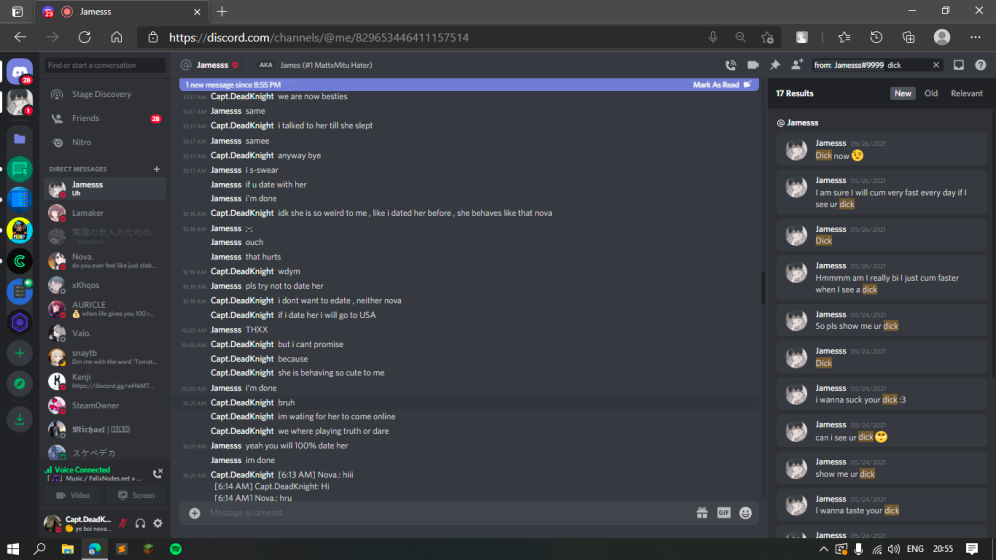 Jamesss
https://discord.com/channels/@me/829653446411157514
Find or start a conversation
Stage Discovery
Friends
28
Nitro
DIRECT MESSAGES
Jamesss
Uh
Lamaker
7 Members
Nova.
do you ever feel like just stab...
xKhqos
AURICLE
when life gives you 100 r...
Valo.
snaytb
Dm me with the word 'Tomat...
Kenji
https://discord.gg/wHbMT...
SteamOwner
スケベデカ
Voice Connected
Music / FalixNodes.net »...
Video
Screen
Capt.DeadK...
ye boi nova...
28
1
@ Jamesss
AKA James (#1 MattxMitu Hater)
1 new message since 8:55 PM
Mark As Read
10:17 AM Capt.DeadKnight we are now besties
Jamesss same
Capt.DeadKnight i talked to her till she slept
10:17 AM Jamesss samee
10:17 AM Capt.DeadKnight anyway bye
10:17 AM Jamesss i s-swear
Jamesss if u date with her
Jamesss i'm done
10:18 AM Capt.DeadKnight idk she is so weird to me , like i dated her before , she behaves like that nova
10:18 AM Jamesss ;-;
Jamesss ouch
Jamesss that hurts
10:19 AM Capt.DeadKnight wdym
10:19 AM Jamesss pls try not to date her
10:19 AM Capt.DeadKnight i dont want to edate , neither nova
Capt.DeadKnight if i date her i will go to USA
10:20 AM Jamesss THXX
10:20 AM Capt.DeadKnight but i cant promise
Capt.DeadKnight because
Capt.DeadKnight she is behaving so cute to me
10:20 AM Jamesss i'm done
10:21 AM Capt.DeadKnight bruh
Capt.DeadKnight im wating for her to come online
Capt.DeadKnight we where playing truth or dare
10:21 AM Jamesss yeah you will 100% date her
Jamesss im done
10:21 AM Capt.DeadKnight [6:13 AM] Nova.: hiii
[6:14 AM] Capt.DeadKnight: Hi
[6:14 AM] Nova.: hru
Message @Jamesss
GIF
from: Jamesss#9999 dick
17 Results
New
Old
Relevant
@ Jamesss
Jamesss 05/26/2021
Dick now
Jamesss 05/26/2021
I am sure I will cum very fast every day if I
see ur dick
Jamesss 05/26/2021
Dick
Jamesss 05/26/2021
Hmmmm am I really bi I just cum faster
when I see a dick
Jamesss 05/24/2021
So pls show me ur dick
Jamesss 05/24/2021
Dick
Jamesss 05/24/2021
i wanna suck your dick :3
Jamesss 05/24/2021
can i see ur dick
Jamesss 05/24/2021
show me ur dick
Jamesss 05/24/2021
I wanna taste your dick
Jamesss 05/24/2021
ENG
20:55